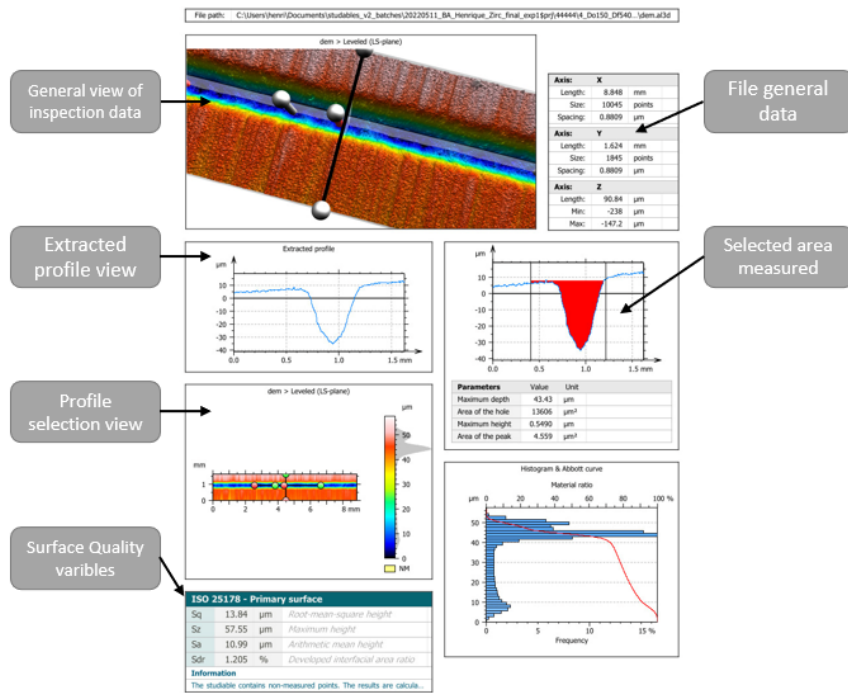 File path: C:\Users\henri\Documents\studables_v2_batches\20220511_BA_Henrique_Zirc_final_exp1$prj\44444\4_Do150_Df540...\dem.al3d
General view of
inspection data
dem > Leveled (LS-plane)
Axis: X
Length: 8.848 mm
Size: 10045 points
Spacing: 0.8809 µm
Axis: Y
Length: 1.624 mm
Size: 1845 points
Spacing: 0.8809 µm
Axis: Z
Length: 90.84 µm
Min: -238 µm
Max: -147.2 µm
File general
data
Extracted
profile view
Extracted profile
µm
10
0
-10
-20
-30
-40
0.0 0.5 1.0 1.5 mm
µm
10
0
-10
-20
-30
-40
0.0 0.5 1.0 1.5 mm
Parameters Value Unit
Maximum depth 43.43 µm
Area of the hole 13606 µm²
Maximum height 0.5490 µm
Area of the peak 4.559 µm²
Selected area
measured
Profile
selection view
dem > Leveled (LS-plane)
mm
1
0
0 2 4 6 8 mm
µm
50
40
30
20
10
0
NM
Histogram & Abbott curve
Material ratio
µm 0 20 40 60 80 100 %
50
40
30
20
10
0
0 5 10 15 %
Frequency
Surface Quality
varibles
ISO 25178 - Primary surface
Sq 13.84 µm Root-mean-square height
Sz 57.55 µm Maximum height
Sa 10.99 µm Arithmetic mean height
Sdr 1.205 % Developed interfacial area ratio
Information
The studiable contains non-measured points. The results are calcula...